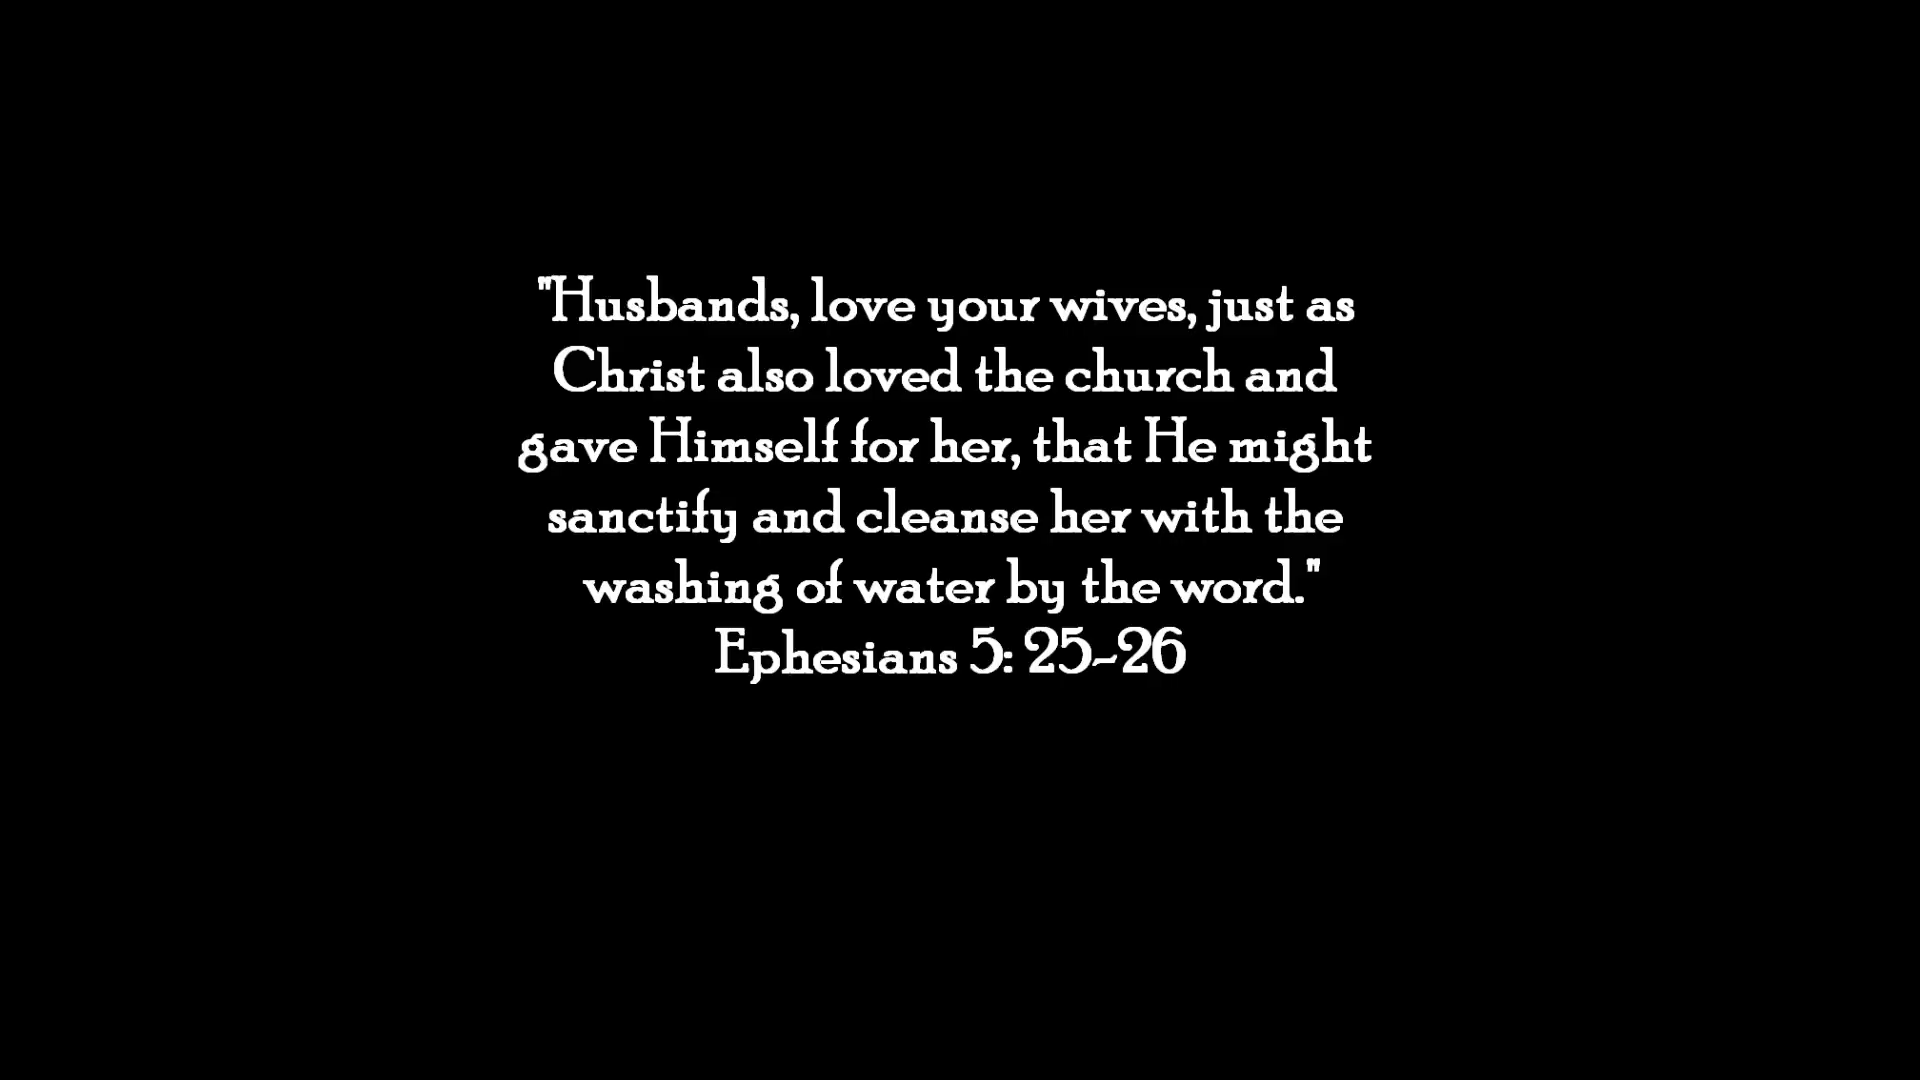 "Husbands, love your wives, just as
Christ also loved the church and
gave Himself for her, that He might
sanctify and cleanse her with the
washing of water by the word."
Ephesians 5: 25-26